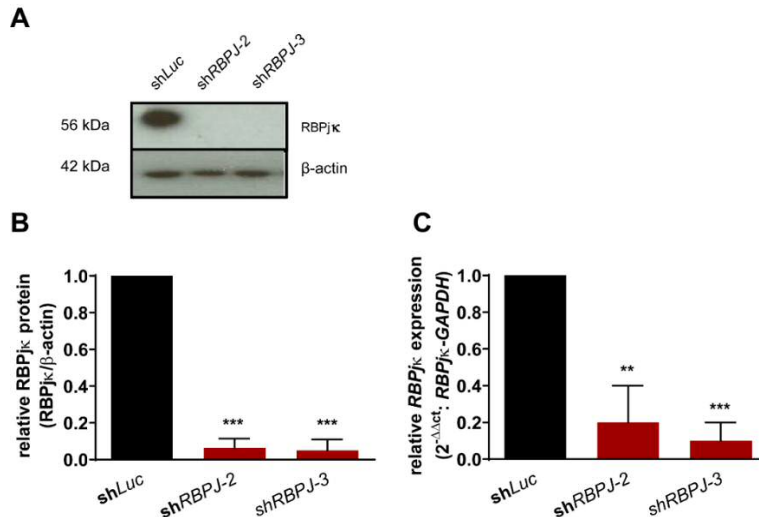 A
shLuc
shRBPJ-2
shRBPJ-3
56 kDa
RBPjκ
42 kDa
β-actin
B
relative RBPjκ protein
(RBPjκ/β-actin)
1.0
0.8
0.6
0.4
0.2
0.0
***
***
shLuc
shRBPJ-2
shRBPJ-3
C
relative RBPjκ expression
(2^-ΔΔct: RBPjκ-GAPDH)
1.0
0.8
0.6
0.4
0.2
0.0
**
***
shLuc
shRBPJ-2
shRBPJ-3